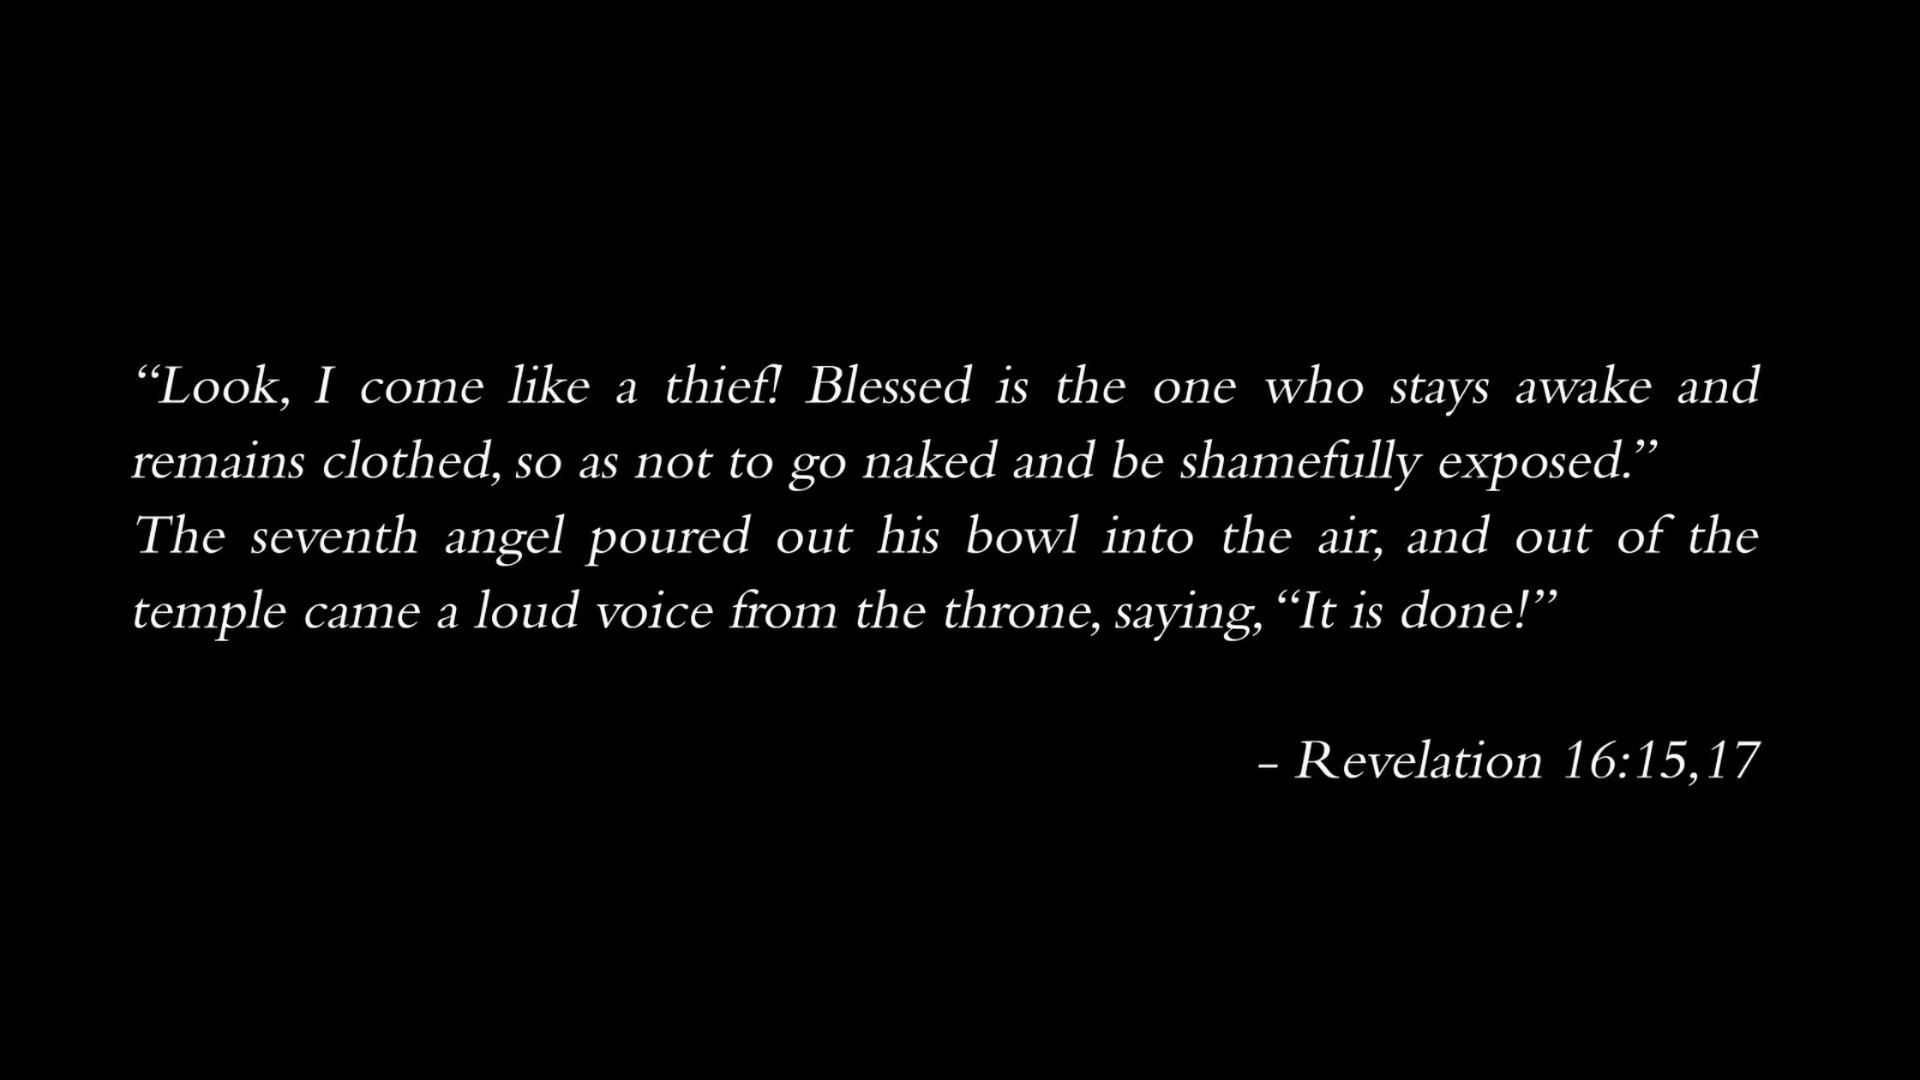 “Look, I come like a thief! Blessed is the one who stays awake and
remains clothed, so as not to go naked and be shamefully exposed.”
The seventh angel poured out his bowl into the air, and out of the
temple came a loud voice from the throne, saying, “It is done!”
– Revelation 16:15,17